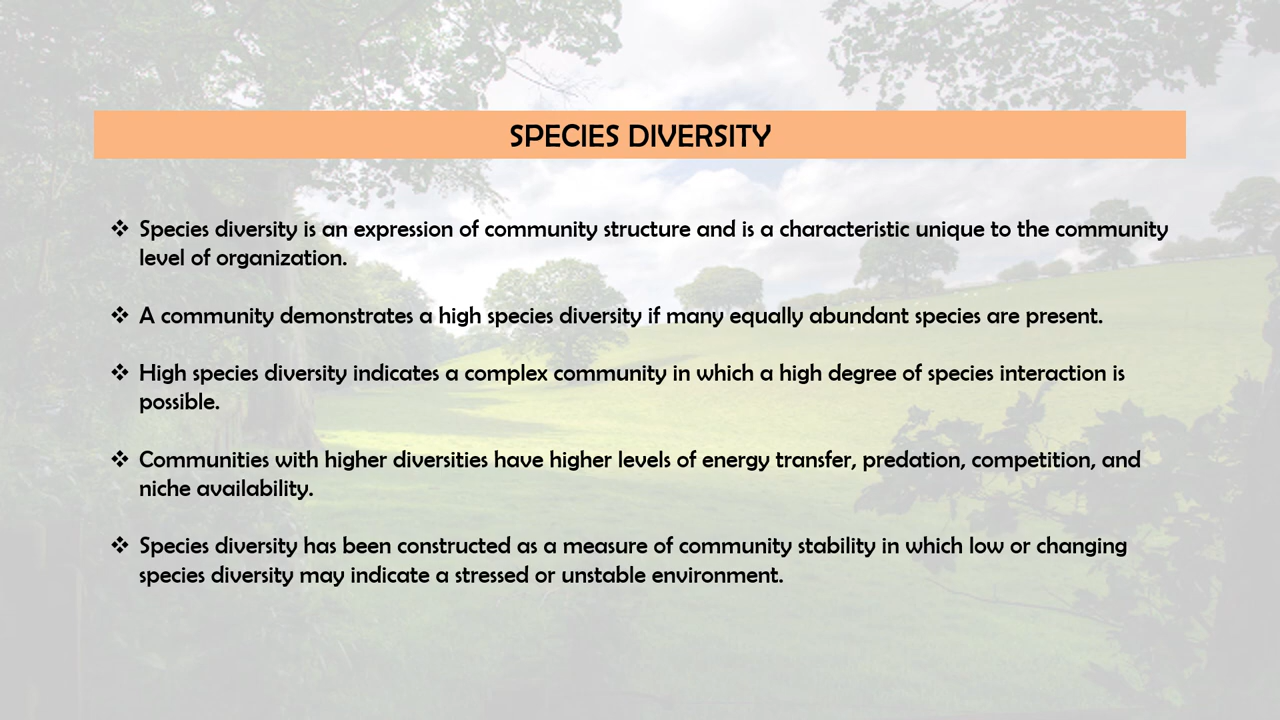 SPECIES DIVERSITY
❖ Species diversity is an expression of community structure and is a characteristic unique to the community
level of organization.
❖ A community demonstrates a high species diversity if many equally abundant species are present.
❖ High species diversity indicates a complex community in which a high degree of species interaction is
possible.
❖ Communities with higher diversities have higher levels of energy transfer, predation, competition, and
niche availability.
❖ Species diversity has been constructed as a measure of community stability in which low or changing
species diversity may indicate a stressed or unstable environment.